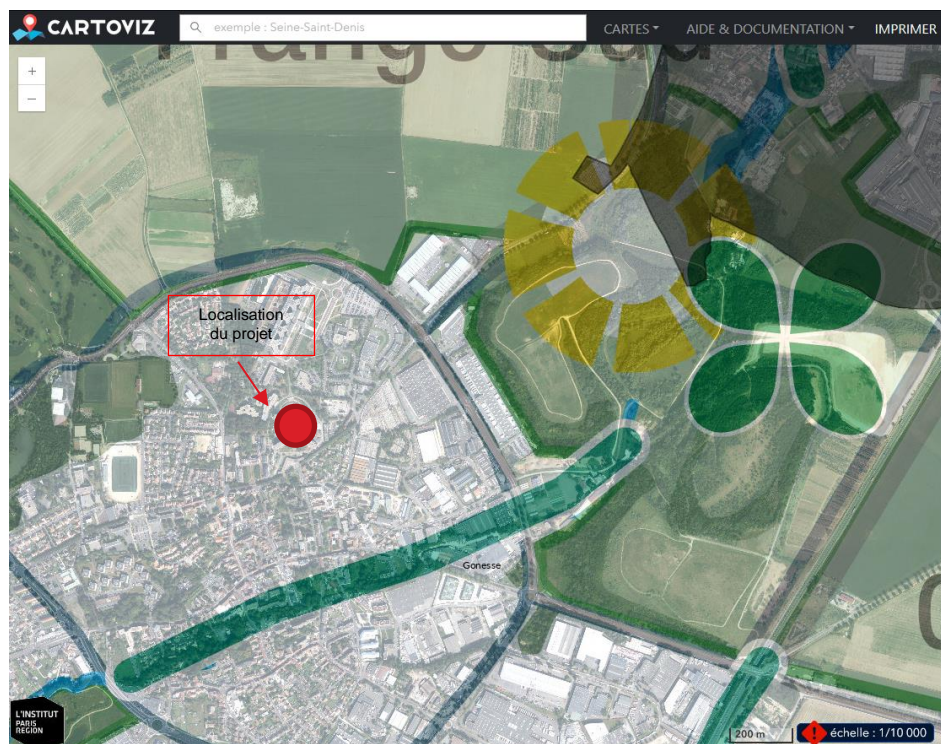 CARTOVIZ
exemple : Seine-Saint-Denis
CARTES
AIDE & DOCUMENTATION
IMPRIMER
+
−
Localisation
du projet
Gonesse
L'INSTITUT
PARIS
REGION
200 m
! échelle : 1/10 000